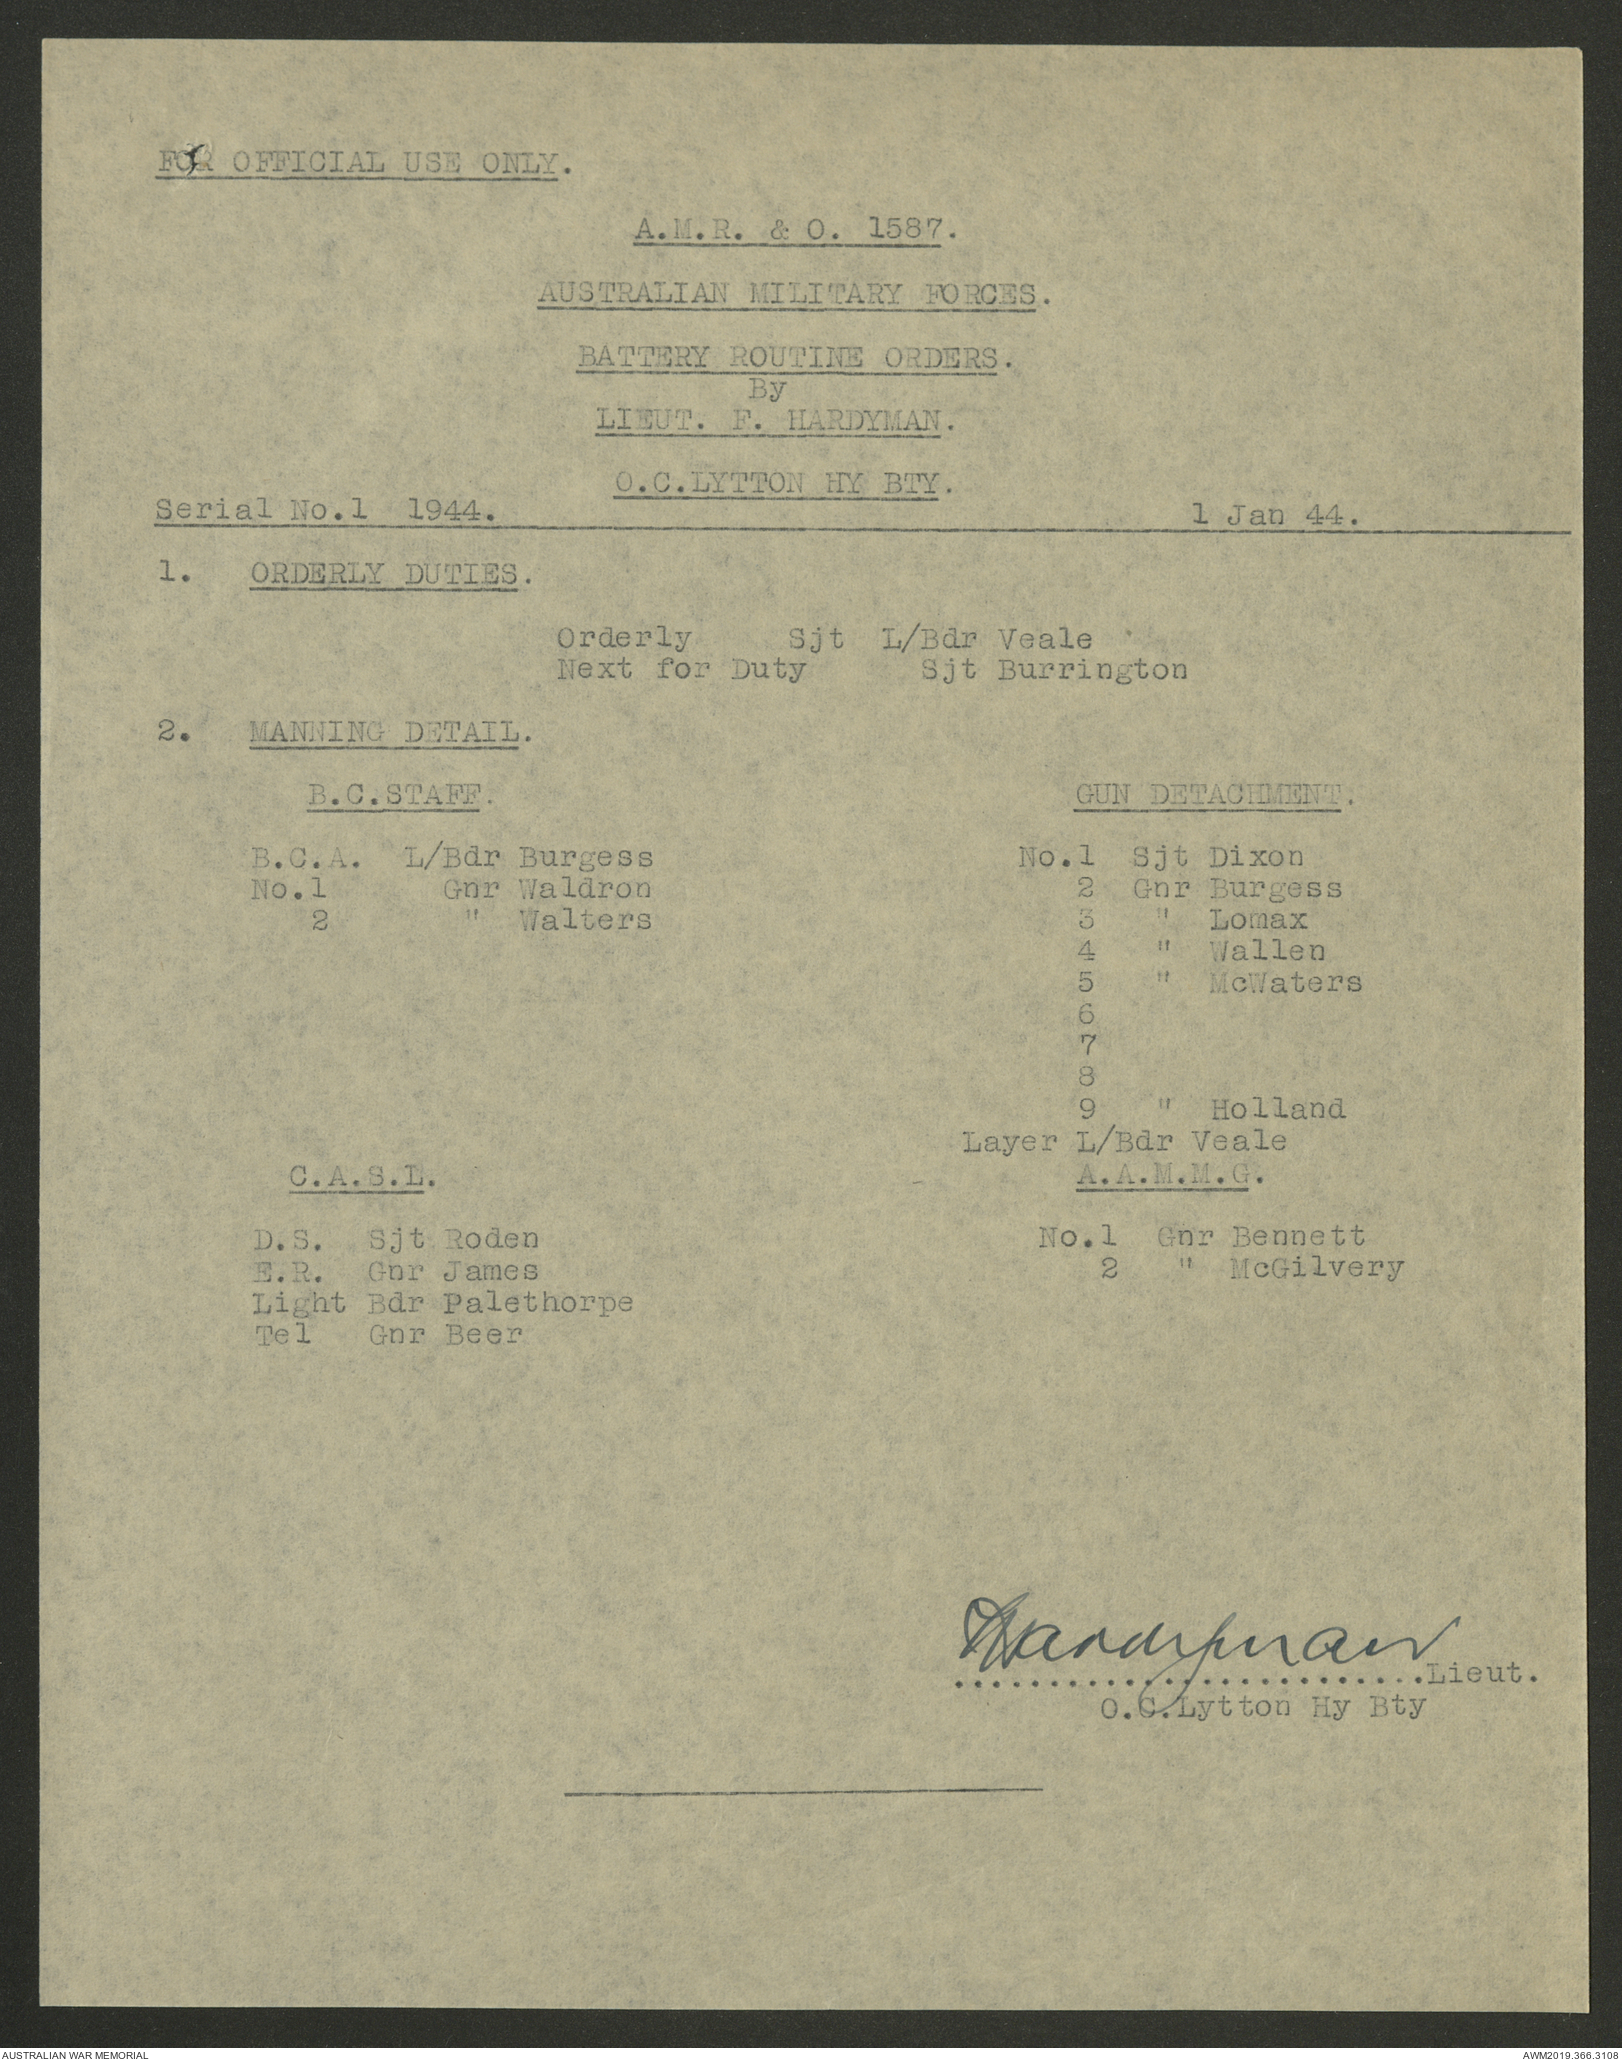 FOR OFFICIAL USE ONLY.
A.M.R. & O. 1587.
AUSTRALIAN MILITARY FORCES.
BATTERY ROUTINE ORDERS.
By
LIEUT. F. HARDYMAN.
O.C.LYTTON HY BTY.
Serial No.1 1944. 1 Jan 44.
1. ORDERLY DUTIES.
Orderly Sjt L/Bdr Veale
Next for Duty Sjt Burrington
2. MANNING DETAIL.
B.C.STAFF.
B.C.A. L/Bdr Burgess
No.1 Gnr Waldron
2 " Walters
GUN DETACHMENT.
No.1 Sjt Dixon
2 Gnr Burgess
3 " Lomax
4 " Wallen
5 " McWaters
6
7
8
9 " Holland
Layer L/Bdr Veale
C.A.S.L.
D.S. Sjt Roden
E.R. Gnr James
Light Bdr Palethorpe
Tel Gnr Beer
A.A.M.M.G.
No.1 Gnr Bennett
2 " McGilvery
FHardyman
.........................Lieut.
O.C.Lytton Hy Bty
AUSTRALIAN WAR MEMORIAL
AWM2019.366.3108